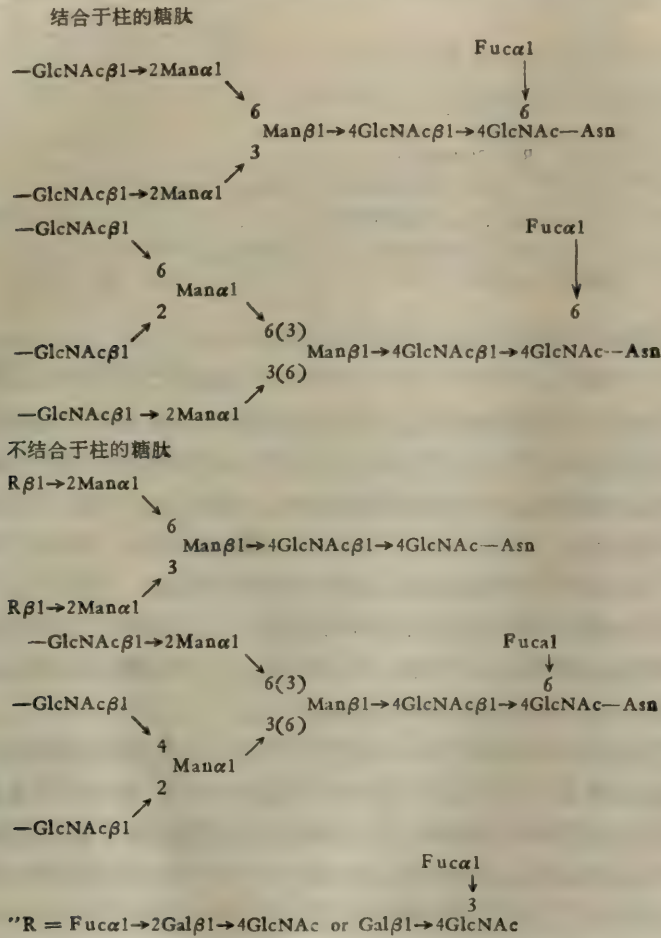 结合于柱的糖肽
Fucα1
—GlcNAcβ1→2Manα1
6
6
Manβ1→4GlcNAcβ1→4GlcNAc—Asn
3
—GlcNAcβ1→2Manα1
—GlcNAcβ1
Fucα1
6
Manα1
2
6(3)
6
—GlcNAcβ1
Manβ1→4GlcNAcβ1→4GlcNAc--Asn
3(6)
—GlcNAcβ1 → 2Manα1
不结合于柱的糖肽
Rβ1→2Manα1
6
Manβ1→4GlcNAcβ1→4GlcNAc—Asn
3
Rβ1→2Manα1
—GlcNAcβ1→2Manα1
Fucal
6(3)
6
—GlcNAcβ1
Manβ1→4GlcNAcβ1→4GlcNAc—Asn
3(6)
4
Manα1
2
—GlcNAcβ1
Fucα1
3
"R = Fucα1→2Galβ1→4GlcNAc or Galβ1→4GlcNAc